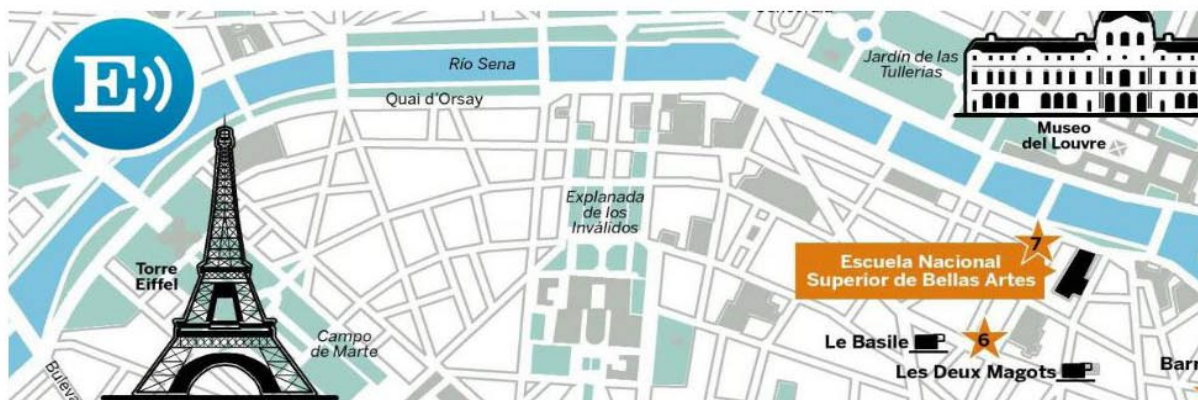 E
Río Sena
Quai d'Orsay
Jardín de las
Tullerias
Museo
del Louvre
Explanada
de los
Inválidos
7
Escuela Nacional
Superior de Bellas Artes
Torre
Eiffel
Campo
de Marte
6
Le Basile
Les Deux Magots